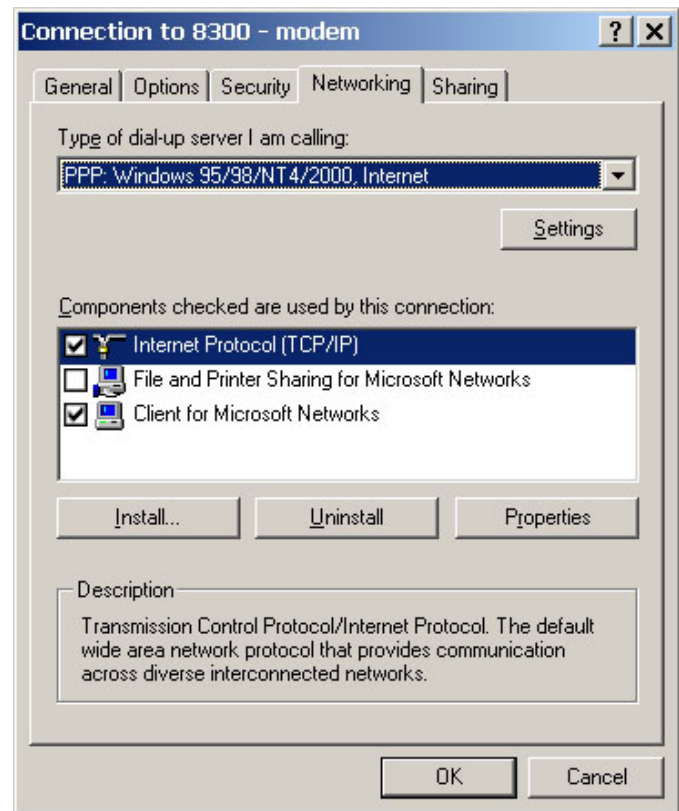 Connection to 8300 - modem
General
Options
Security
Networking
Sharing
Type of dial-up server I am calling:
PPP: Windows 95/98/NT4/2000, Internet
Settings
Components checked are used by this connection:
Internet Protocol (TCP/IP)
File and Printer Sharing for Microsoft Networks
Client for Microsoft Networks
Install...
Uninstall
Properties
Description
Transmission Control Protocol/Internet Protocol. The default
wide area network protocol that provides communication
across diverse interconnected networks.
OK
Cancel